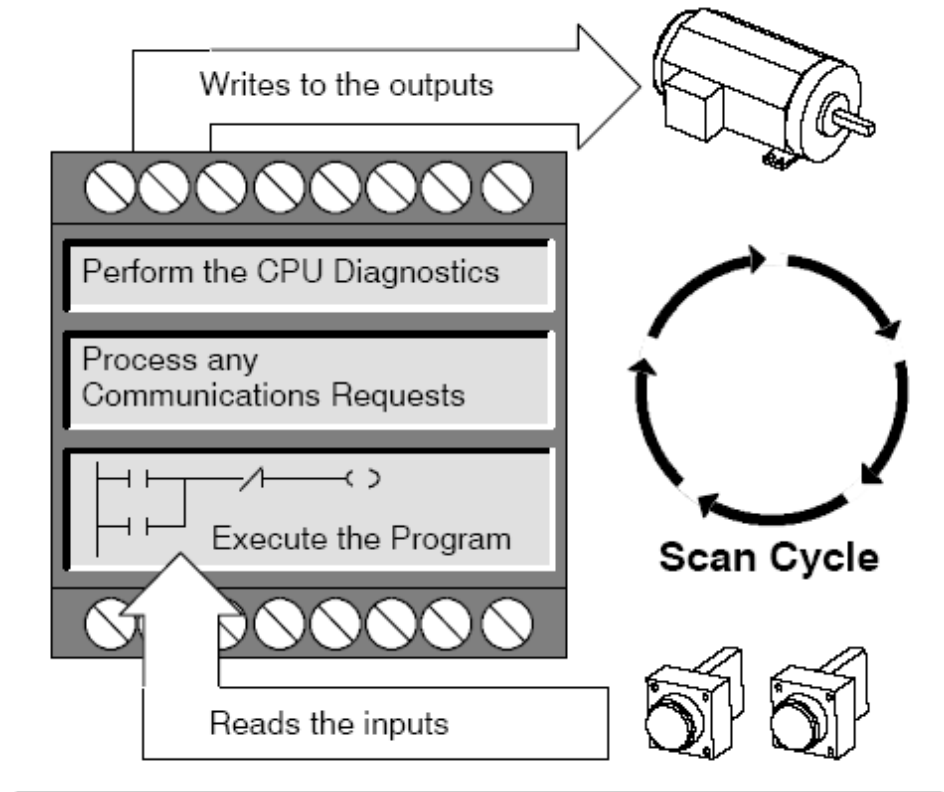 Writes to the outputs
Perform the CPU Diagnostics
Process any
Communications Requests
Execute the Program
Scan Cycle
Reads the inputs